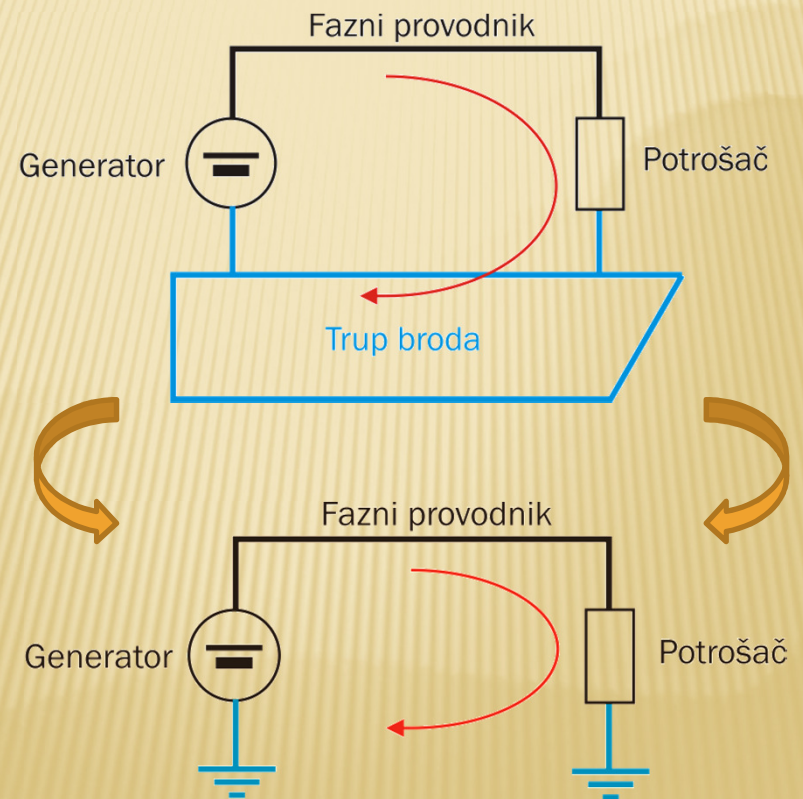 Fazni provodnik
Generator
Potrošač
Trup broda
Fazni provodnik
Generator
Potrošač